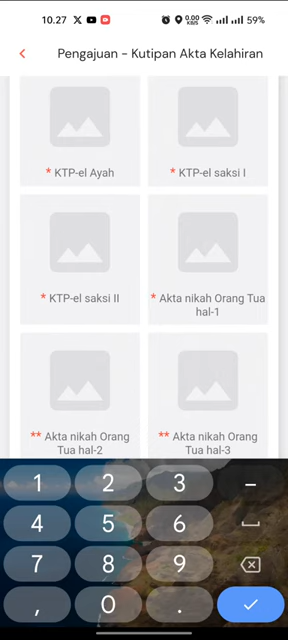 10.27 X 0.00 KB/S 59%
Pengajuan - Kutipan Akta Kelahiran
* KTP-el Ayah
* KTP-el saksi I
* KTP-el saksi II
* Akta nikah Orang Tua
hal-1
** Akta nikah Orang
Tua hal-2
** Akta nikah Orang
Tua hal-3
1 2 3 -
4 5 6
7 8 9
, 0 .